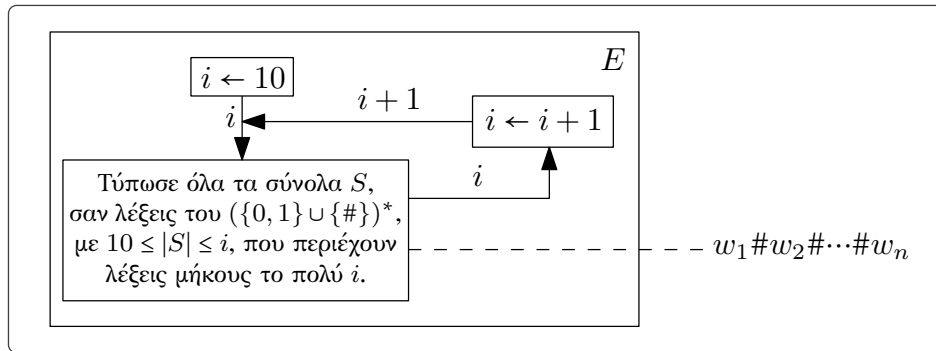 E
i ← 10
i + 1
i
i ← i + 1
Τύπωσε όλα τα σύνολα S,
σαν λέξεις του ({0, 1} ∪ {#})*,
με 10 ≤ |S| ≤ i, που περιέχουν
λέξεις μήκους το πολύ i.
i
w₁#w₂#···#wₙ